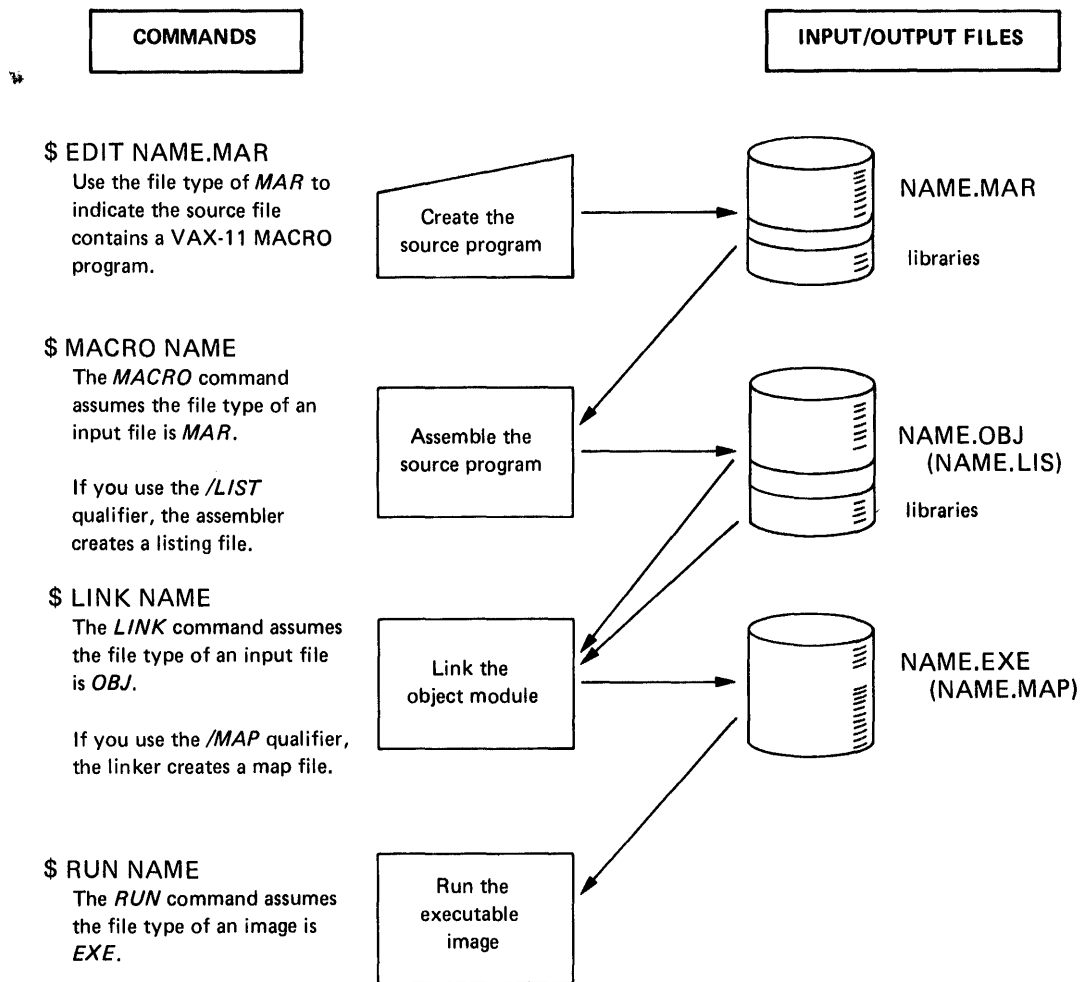 COMMANDS
INPUT/OUTPUT FILES
$ EDIT NAME.MAR
Use the file type of MAR to
indicate the source file
contains a VAX-11 MACRO
program.
Create the
source program
NAME.MAR
libraries
$ MACRO NAME
The MACRO command
assumes the file type of an
input file is MAR.
If you use the /LIST
qualifier, the assembler
creates a listing file.
Assemble the
source program
NAME.OBJ
(NAME.LIS)
libraries
$ LINK NAME
The LINK command assumes
the file type of an input file
is OBJ.
If you use the /MAP qualifier,
the linker creates a map file.
Link the
object module
NAME.EXE
(NAME.MAP)
$ RUN NAME
The RUN command assumes
the file type of an image is
EXE.
Run the
executable
image